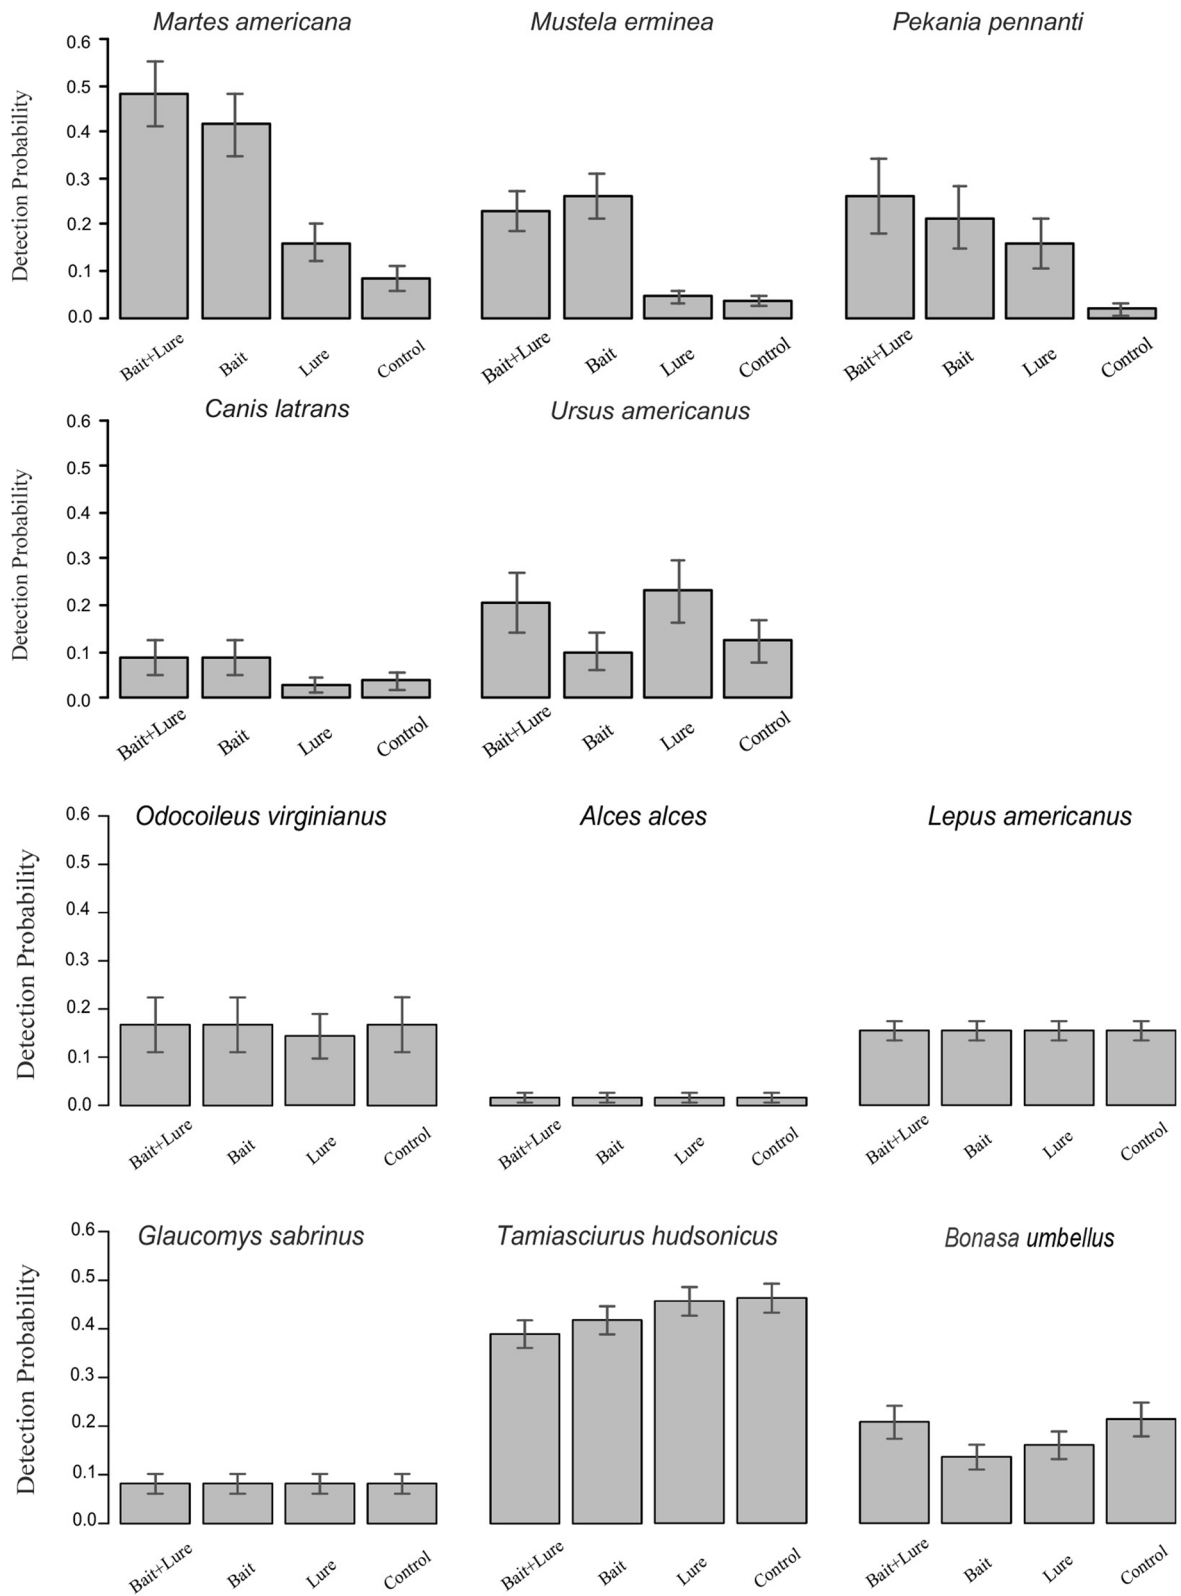 Martes americana Mustela erminea Pekania pennanti
Detection Probability
0.6
0.5
0.4
0.3
0.2
0.1
0.0
Bait+Lure Bait Lure Control Bait+Lure Bait Lure Control Bait+Lure Bait Lure Control
Canis latrans Ursus americanus
Detection Probability
0.6
0.5
0.4
0.3
0.2
0.1
0.0
Bait+Lure Bait Lure Control Bait+Lure Bait Lure Control
Odocoileus virginianus Alces alces Lepus americanus
Detection Probability
0.6
0.5
0.4
0.3
0.2
0.1
0.0
Bait+Lure Bait Lure Control Bait+Lure Bait Lure Control Bait+Lure Bait Lure Control
Glaucomys sabrinus Tamiasciurus hudsonicus Bonasa umbellus
Detection Probability
0.6
0.5
0.4
0.3
0.2
0.1
0.0
Bait+Lure Bait Lure Control Bait+Lure Bait Lure Control Bait+Lure Bait Lure Control